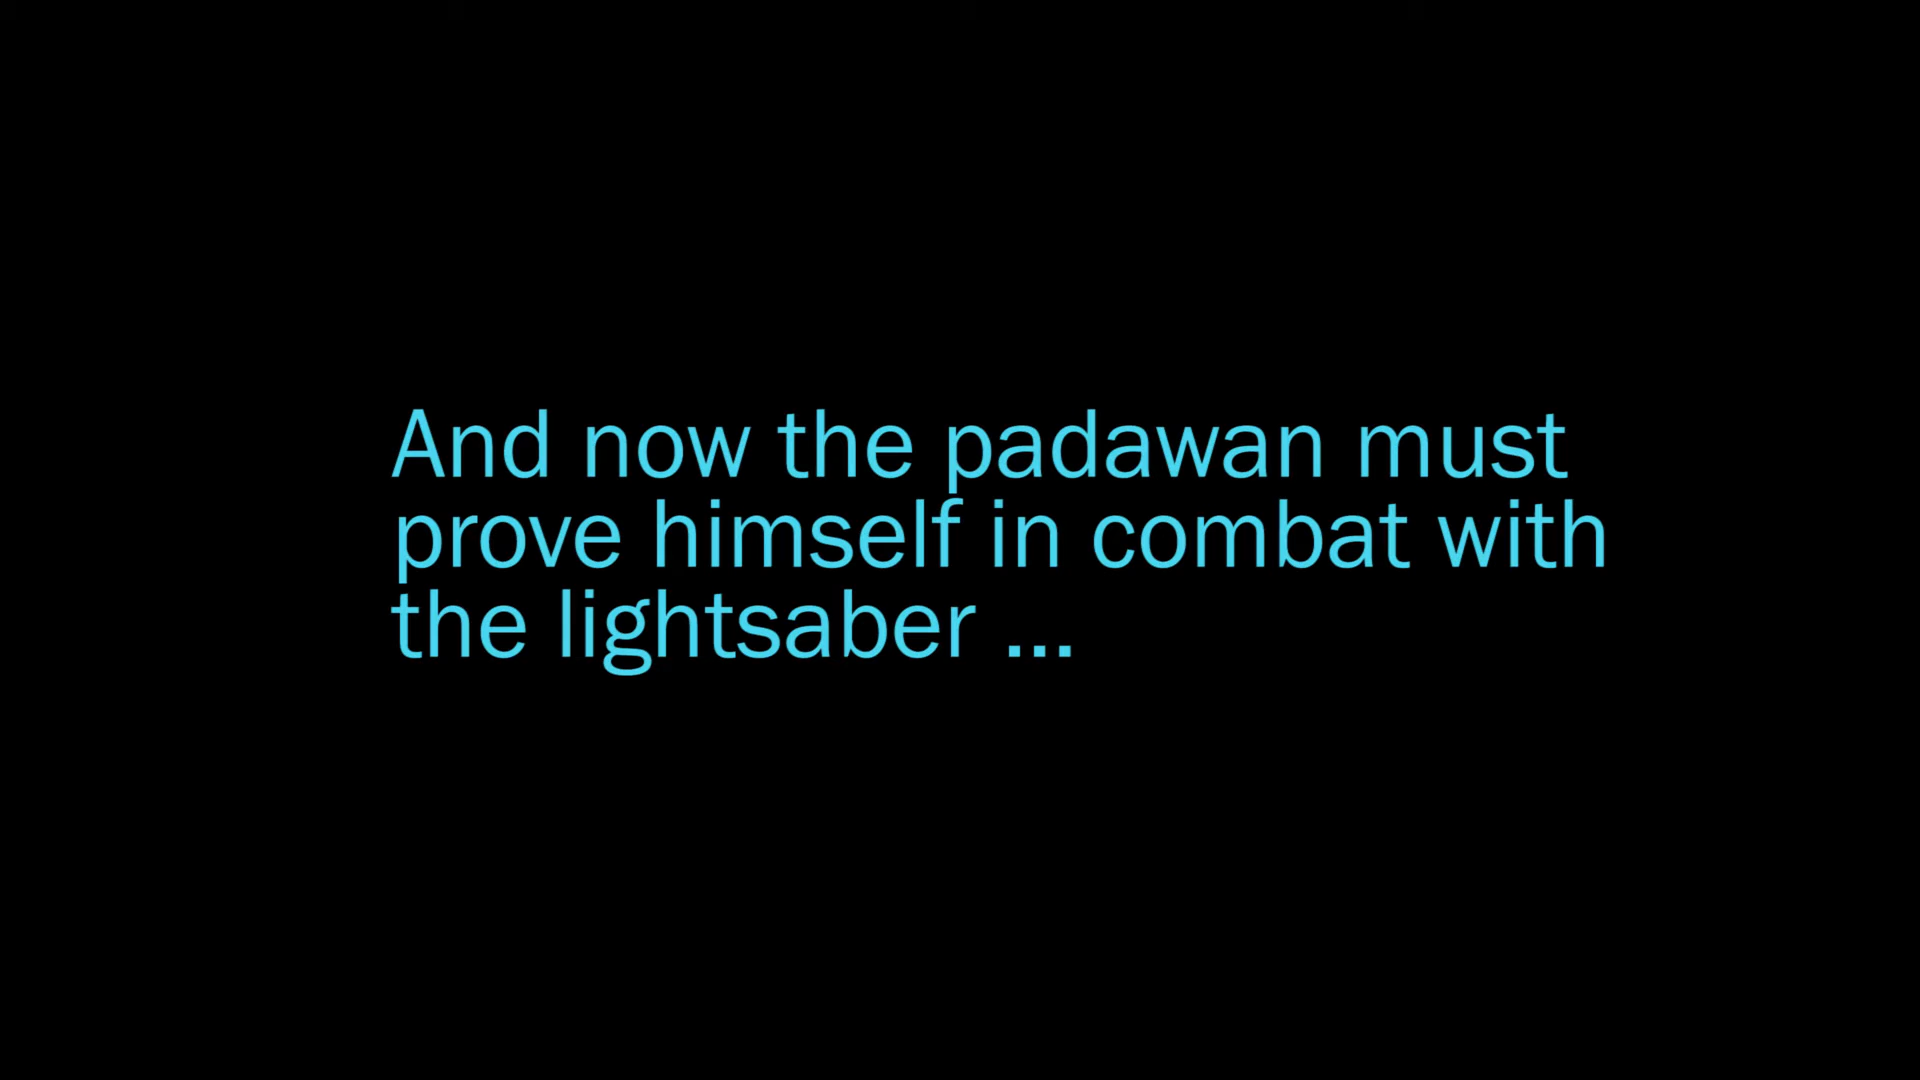 And now the padawan must
prove himself in combat with
the lightsaber ...